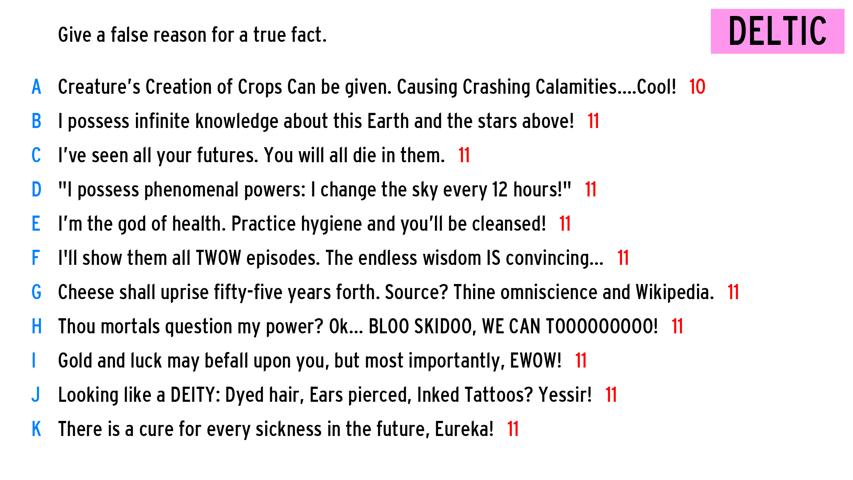 Give a false reason for a true fact.
DELTIC
A Creature's Creation of Crops Can be given. Causing Crashing Calamities....Cool! 10
B I possess infinite knowledge about this Earth and the stars above! 11
C I've seen all your futures. You will all die in them. 11
D "I possess phenomenal powers: I change the sky every 12 hours!" 11
E I'm the god of health. Practice hygiene and you'll be cleansed! 11
F I'll show them all TWOW episodes. The endless wisdom IS convincing... 11
G Cheese shall uprise fifty-five years forth. Source? Thine omniscience and Wikipedia. 11
H Thou mortals question my power? Ok... BLOO SKIDOO, WE CAN TOOOOOOOOO! 11
I Gold and luck may befall upon you, but most importantly, EWOW! 11
J Looking like a DEITY: Dyed hair, Ears pierced, Inked Tattoos? Yessir! 11
K There is a cure for every sickness in the future, Eureka! 11